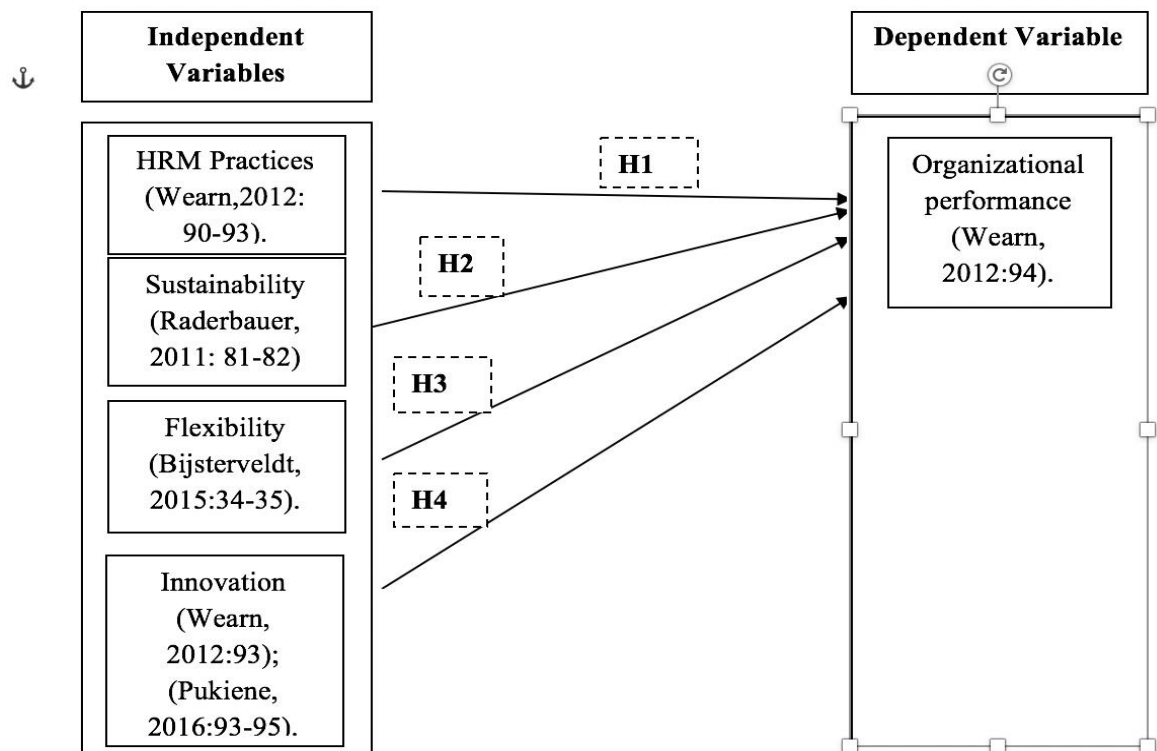 Independent
Variables
HRM Practices
(Wearn,2012:
90-93).
Sustainability
(Raderbauer,
2011: 81-82)
Flexibility
(Bijsterveldt,
2015:34-35).
Innovation
(Wearn,
2012:93);
(Pukiene,
2016:93-95).
H1
H2
H3
H4
Dependent Variable
Organizational
performance
(Wearn,
2012:94).